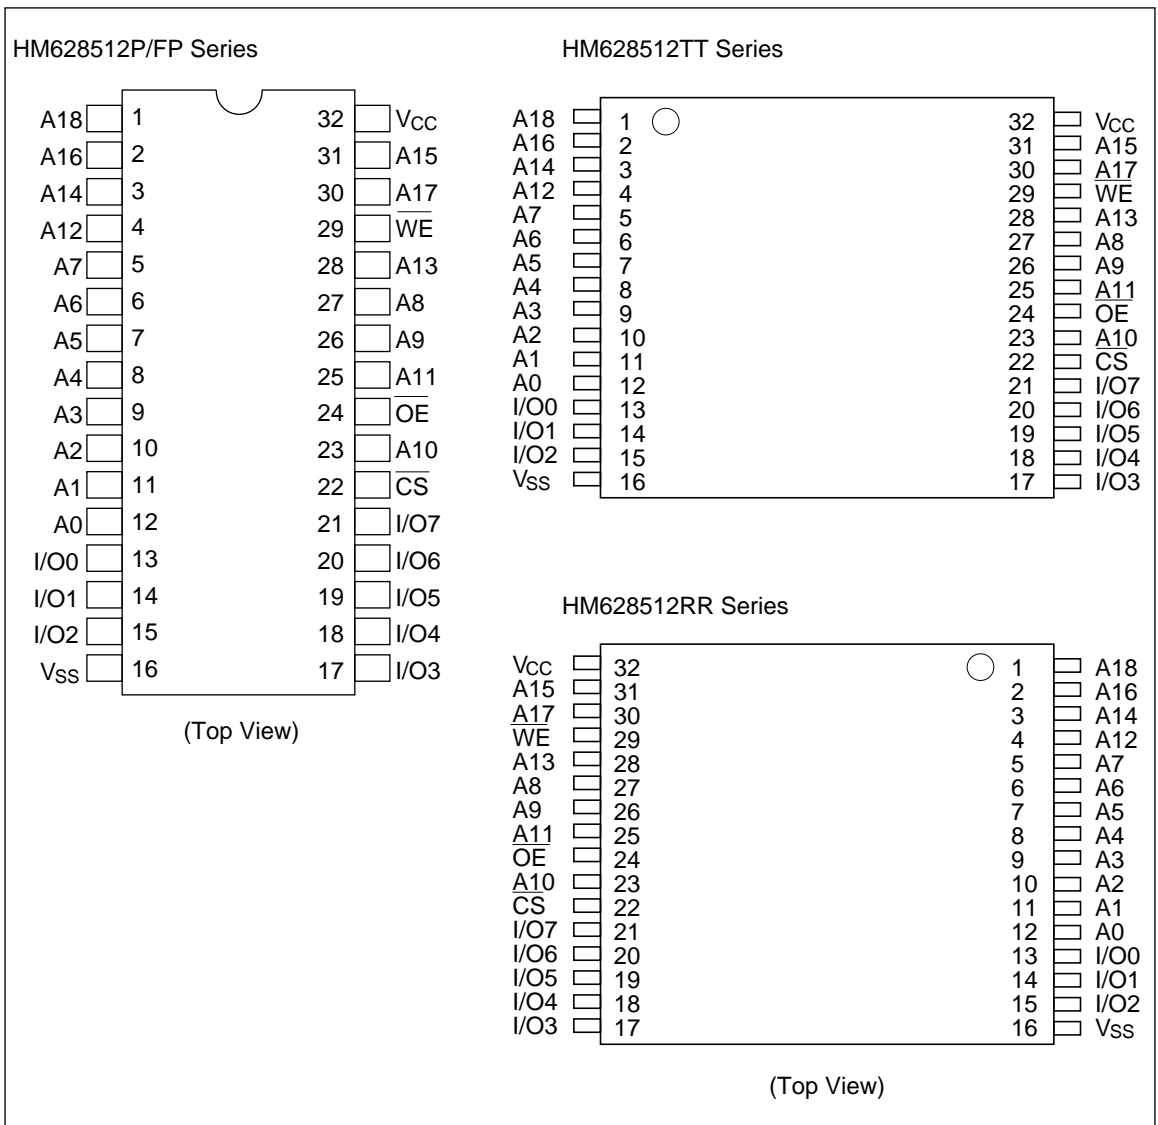 HM628512P/FP Series
A18 1 32 VCC
A16 2 31 A15
A14 3 30 A17
A12 4 29 W̅E̅
A7 5 28 A13
A6 6 27 A8
A5 7 26 A9
A4 8 25 A11
A3 9 24 O̅E̅
A2 10 23 A10
A1 11 22 C̅S̅
A0 12 21 I/O7
I/O0 13 20 I/O6
I/O1 14 19 I/O5
I/O2 15 18 I/O4
VSS 16 17 I/O3
(Top View)
HM628512TT Series
A18 1 32 VCC
A16 2 31 A15
A14 3 30 A17
A12 4 29 W̅E̅
A7 5 28 A13
A6 6 27 A8
A5 7 26 A9
A4 8 25 A11
A3 9 24 O̅E̅
A2 10 23 A10
A1 11 22 C̅S̅
A0 12 21 I/O7
I/O0 13 20 I/O6
I/O1 14 19 I/O5
I/O2 15 18 I/O4
VSS 16 17 I/O3
HM628512RR Series
VCC 32 1 A18
A15 31 2 A16
A17 30 3 A14
W̅E̅ 29 4 A12
A13 28 5 A7
A8 27 6 A6
A9 26 7 A5
A11 25 8 A4
O̅E̅ 24 9 A3
A10 23 10 A2
C̅S̅ 22 11 A1
I/O7 21 12 A0
I/O6 20 13 I/O0
I/O5 19 14 I/O1
I/O4 18 15 I/O2
I/O3 17 16 VSS
(Top View)